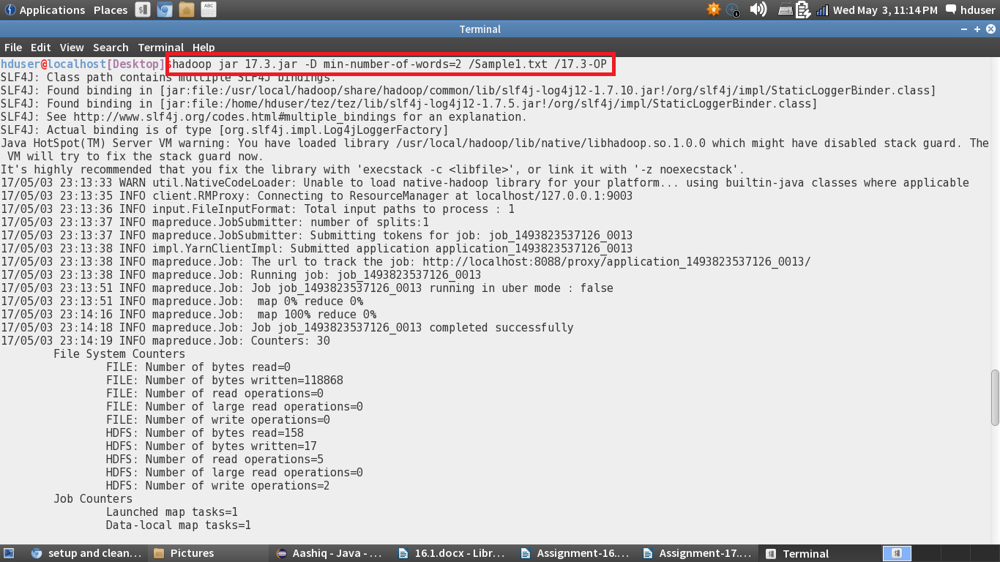 Applications Places Wed May 3, 11:14 PM hduser
Terminal
File Edit View Search Terminal Help
hduser@localhost[Desktop]$hadoop jar 17.3.jar -D min-number-of-words=2 /Sample1.txt /17.3-OP
SLF4J: Class path contains multiple SLF4J bindings.
SLF4J: Found binding in [jar:file:/usr/local/hadoop/share/hadoop/common/lib/slf4j-log4j12-1.7.10.jar!/org/slf4j/impl/StaticLoggerBinder.class]
SLF4J: Found binding in [jar:file:/home/hduser/tez/tez/lib/slf4j-log4j12-1.7.5.jar!/org/slf4j/impl/StaticLoggerBinder.class]
SLF4J: See http://www.slf4j.org/codes.html#multiple_bindings for an explanation.
SLF4J: Actual binding is of type [org.slf4j.impl.Log4jLoggerFactory]
Java HotSpot(TM) Server VM warning: You have loaded library /usr/local/hadoop/lib/native/libhadoop.so.1.0.0 which might have disabled stack guard. The
 VM will try to fix the stack guard now.
It's highly recommended that you fix the library with 'execstack -c <libfile>', or link it with '-z noexecstack'.
17/05/03 23:13:33 WARN util.NativeCodeLoader: Unable to load native-hadoop library for your platform... using builtin-java classes where applicable
17/05/03 23:13:35 INFO client.RMProxy: Connecting to ResourceManager at localhost/127.0.0.1:9003
17/05/03 23:13:36 INFO input.FileInputFormat: Total input paths to process : 1
17/05/03 23:13:37 INFO mapreduce.JobSubmitter: number of splits:1
17/05/03 23:13:37 INFO mapreduce.JobSubmitter: Submitting tokens for job: job_1493823537126_0013
17/05/03 23:13:38 INFO impl.YarnClientImpl: Submitted application application_1493823537126_0013
17/05/03 23:13:38 INFO mapreduce.Job: The url to track the job: http://localhost:8088/proxy/application_1493823537126_0013/
17/05/03 23:13:38 INFO mapreduce.Job: Running job: job_1493823537126_0013
17/05/03 23:13:51 INFO mapreduce.Job: Job job_1493823537126_0013 running in uber mode : false
17/05/03 23:13:51 INFO mapreduce.Job:  map 0% reduce 0%
17/05/03 23:14:16 INFO mapreduce.Job:  map 100% reduce 0%
17/05/03 23:14:18 INFO mapreduce.Job: Job job_1493823537126_0013 completed successfully
17/05/03 23:14:19 INFO mapreduce.Job: Counters: 30
File System Counters
FILE: Number of bytes read=0
FILE: Number of bytes written=118868
FILE: Number of read operations=0
FILE: Number of large read operations=0
FILE: Number of write operations=0
HDFS: Number of bytes read=158
HDFS: Number of bytes written=17
HDFS: Number of read operations=5
HDFS: Number of large read operations=0
HDFS: Number of write operations=2
Job Counters
Launched map tasks=1
Data-local map tasks=1
setup and clean... Pictures Aashiq - Java - ... 16.1.docx - Libr... Assignment-16.... Assignment-17.... Terminal